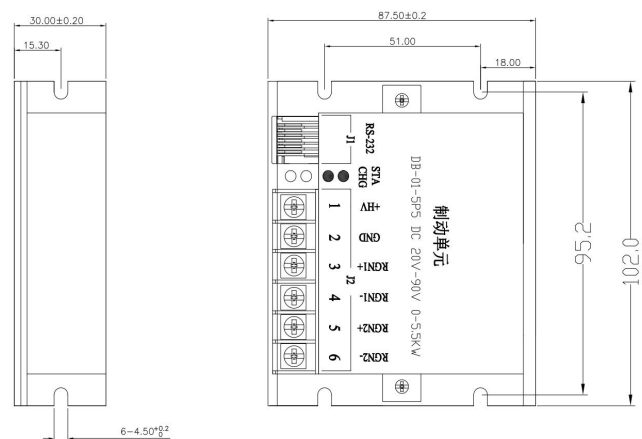 30.00±0.20
15.30
87.50±0.2
51.00
18.00
RS-232
J1
STA
CHG
1 +HV
2 GND
3 RGN1+
4 RGN1-
5 RGN2+
6 RGN2-
J2
DB-01-5P5 DC 20V-90V 0-5.5KW
制动单元
95.2
102.0
6-4.50+0.2 0